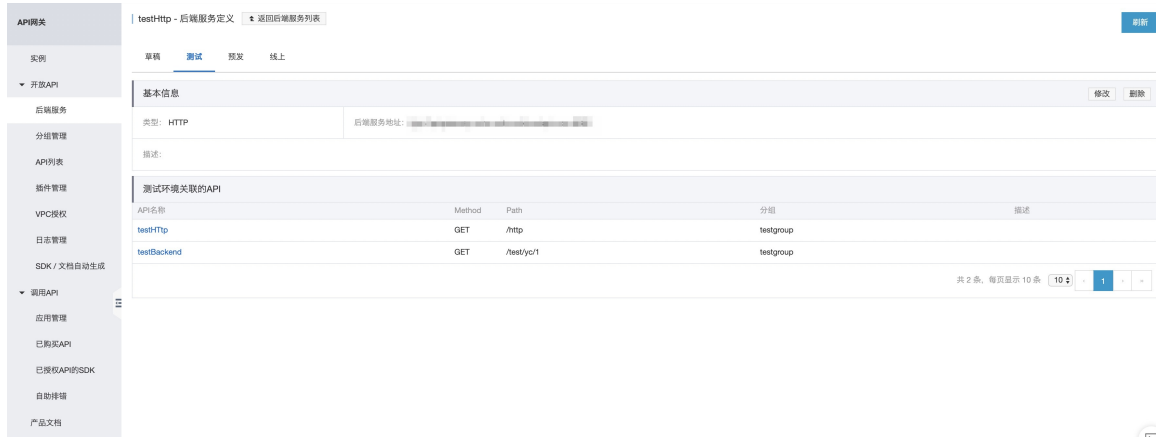 API网关
testHttp - 后端服务定义 返回后端服务列表
刷新
实例
开放API
后端服务
分组管理
API列表
插件管理
VPC授权
日志管理
SDK / 文档自动生成
调用API
应用管理
已购买API
已授权API的SDK
自助排错
产品文档
草稿 测试 预发 线上
基本信息 修改 删除
类型: HTTP 后端服务地址:
描述:
测试环境关联的API
API名称 Method Path 分组 描述
testHTtp GET /http testgroup
testBackend GET /test/yc/1 testgroup
共 2 条, 每页显示 10 条 10 ‹ 1 › »